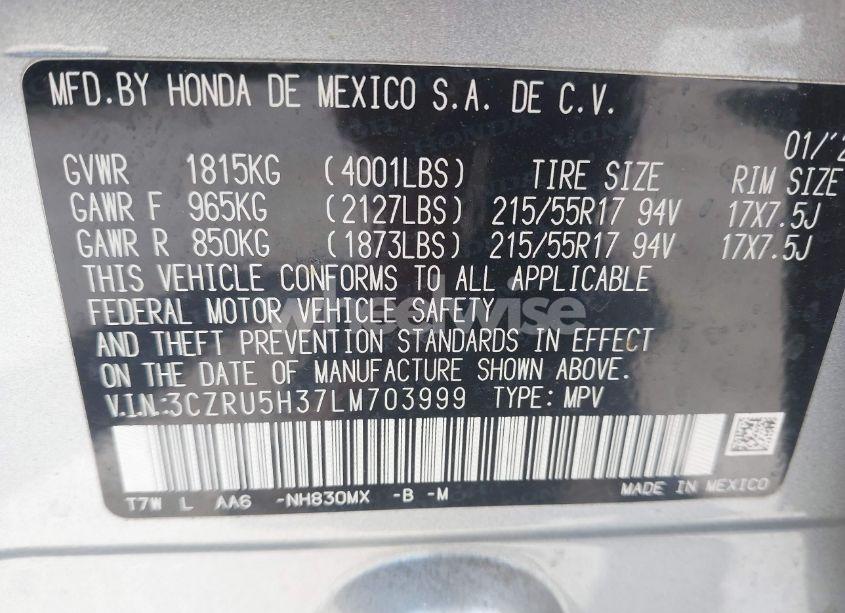 MFD.BY HONDA DE MEXICO S.A. DE C.V.
01/'2
GVWR 1815KG (4001LBS) TIRE SIZE RIM SIZE
GAWR F 965KG (2127LBS) 215/55R17 94V 17X7.5J
GAWR R 850KG (1873LBS) 215/55R17 94V 17X7.5J
THIS VEHICLE CONFORMS TO ALL APPLICABLE
FEDERAL MOTOR VEHICLE SAFETY
AND THEFT PREVENTION STANDARDS IN EFFECT
ON THE DATE OF MANUFACTURE SHOWN ABOVE.
V.I.N.:3CZRU5H37LM703999 TYPE: MPV
T7W L AA6 -NH830MX -B -M
MADE IN MEXICO
wheelwise